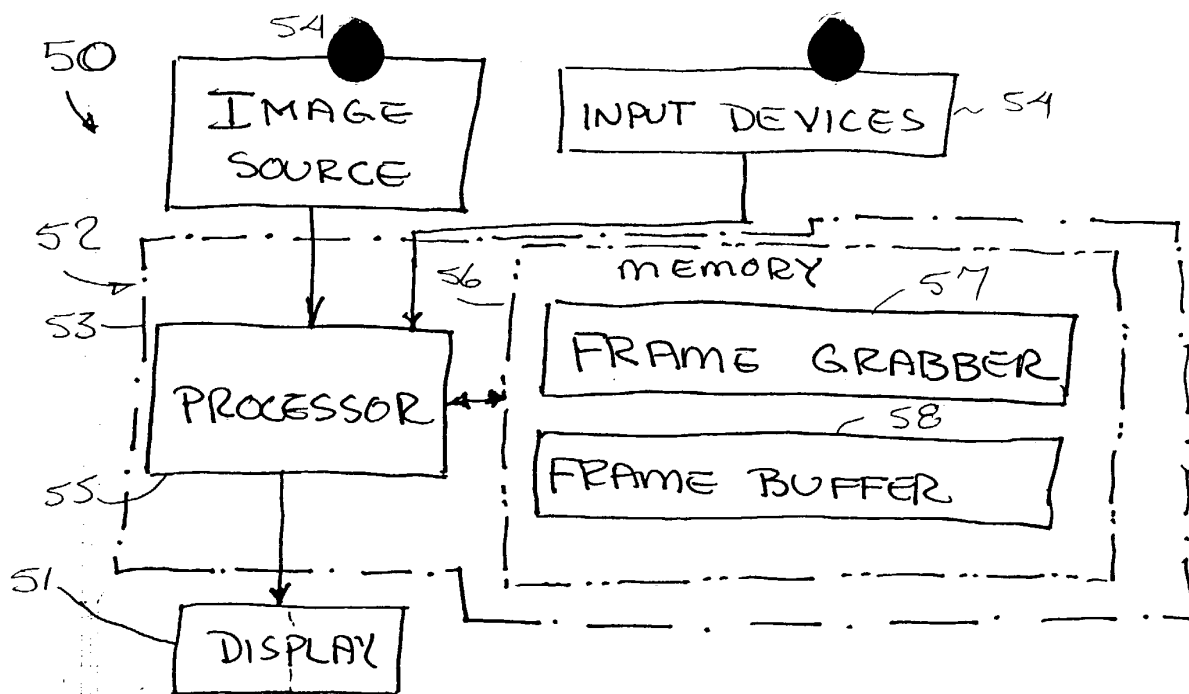 54
50
IMAGE
SOURCE
INPUT DEVICES
54
52
53
56
MEMORY
57
FRAME GRABBER
PROCESSOR
58
FRAME BUFFER
55
51
DISPLAY